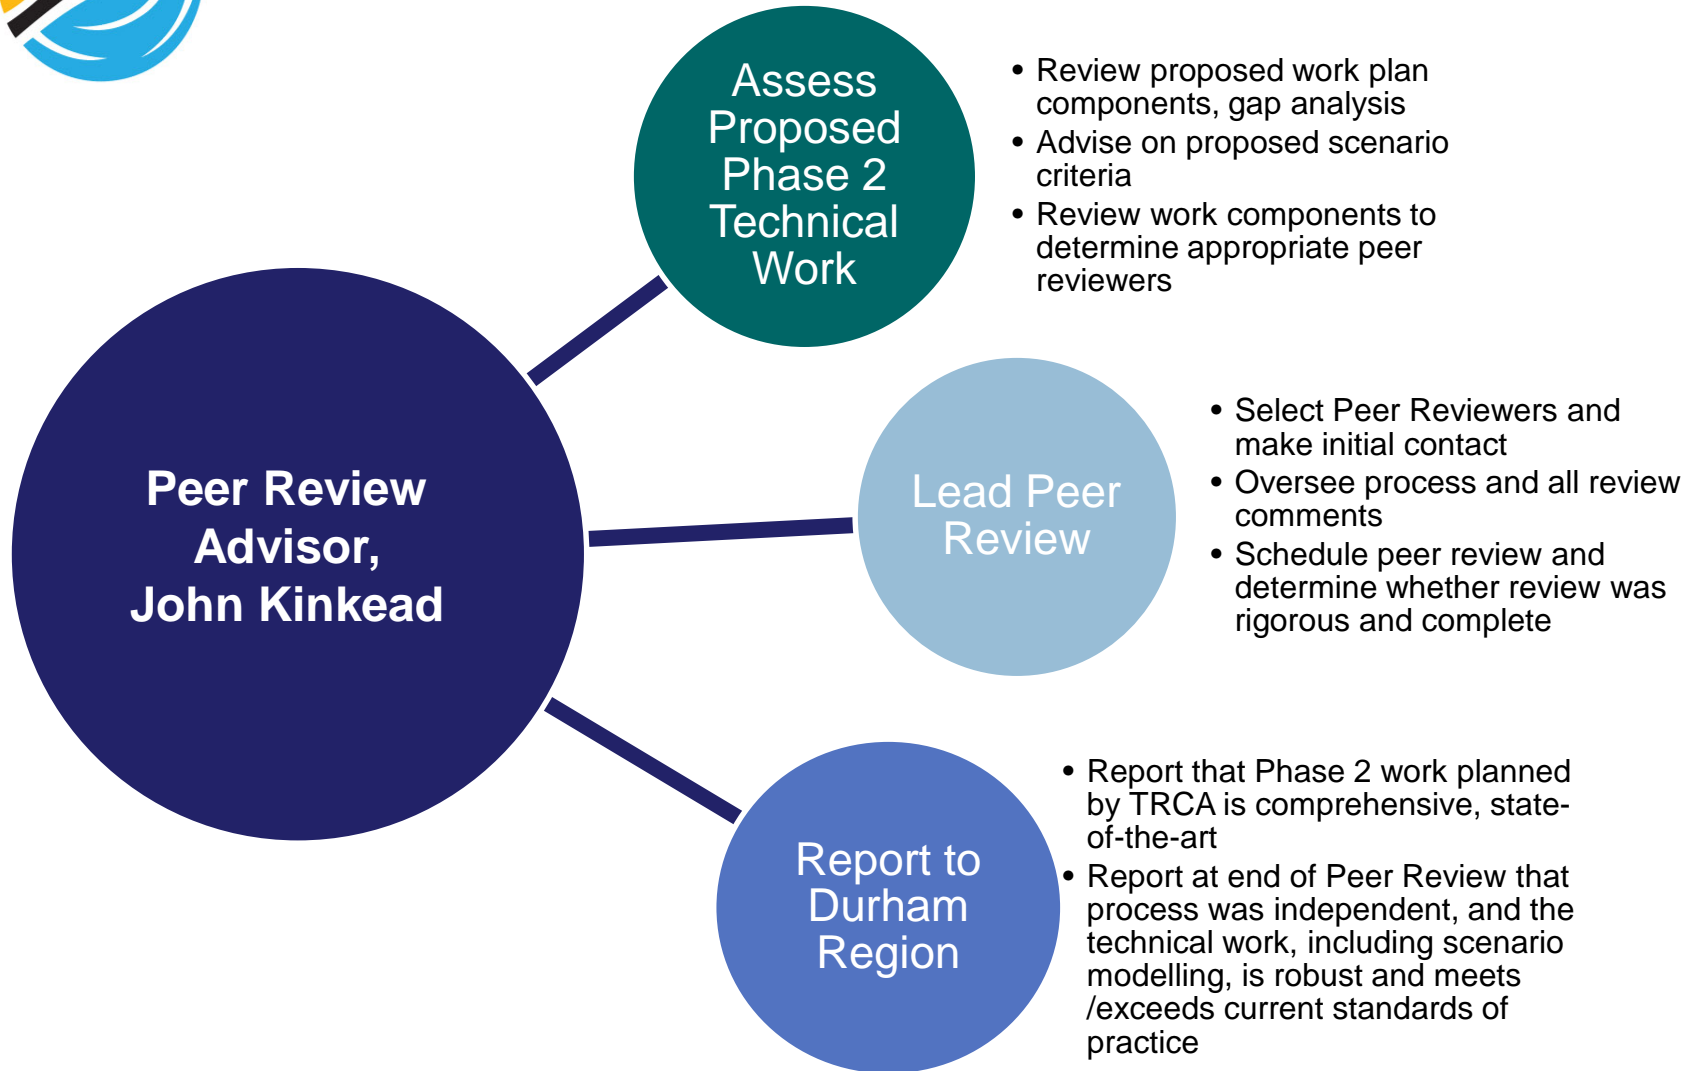 Peer Review
Advisor,
John Kinkead
Assess
Proposed
Phase 2
Technical
Work
• Review proposed work plan
components, gap analysis
• Advise on proposed scenario
criteria
• Review work components to
determine appropriate peer
reviewers
Lead Peer
Review
• Select Peer Reviewers and
make initial contact
• Oversee process and all review
comments
• Schedule peer review and
determine whether review was
rigorous and complete
Report to
Durham
Region
• Report that Phase 2 work planned
by TRCA is comprehensive, state-
of-the-art
• Report at end of Peer Review that
process was independent, and the
technical work, including scenario
modelling, is robust and meets
/exceeds current standards of
practice